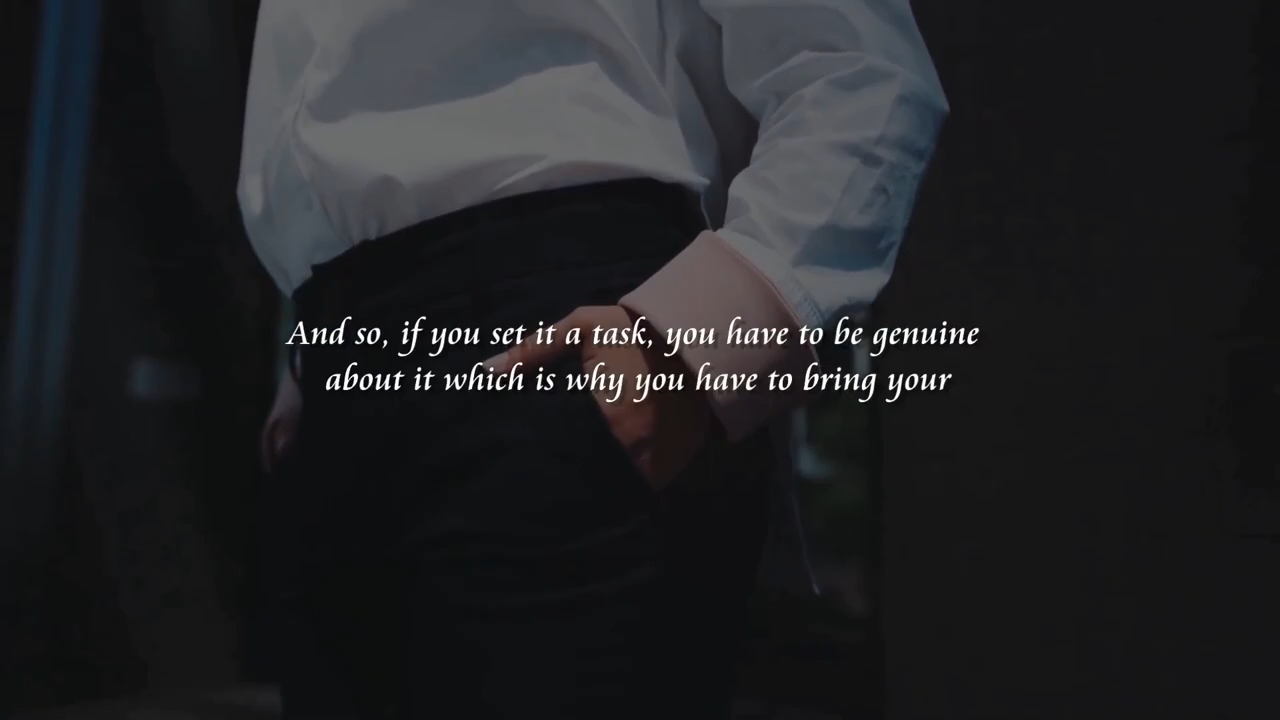 And so, if you set it a task, you have to be genuine
about it which is why you have to bring your